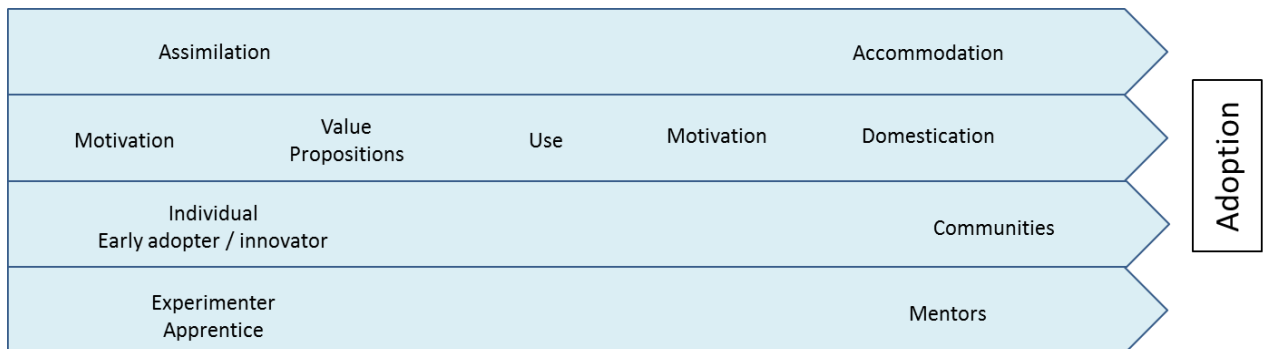 Assimilation
Accommodation
Motivation
Value
Propositions
Use
Motivation
Domestication
Individual
Early adopter / innovator
Communities
Experimenter
Apprentice
Mentors
Adoption